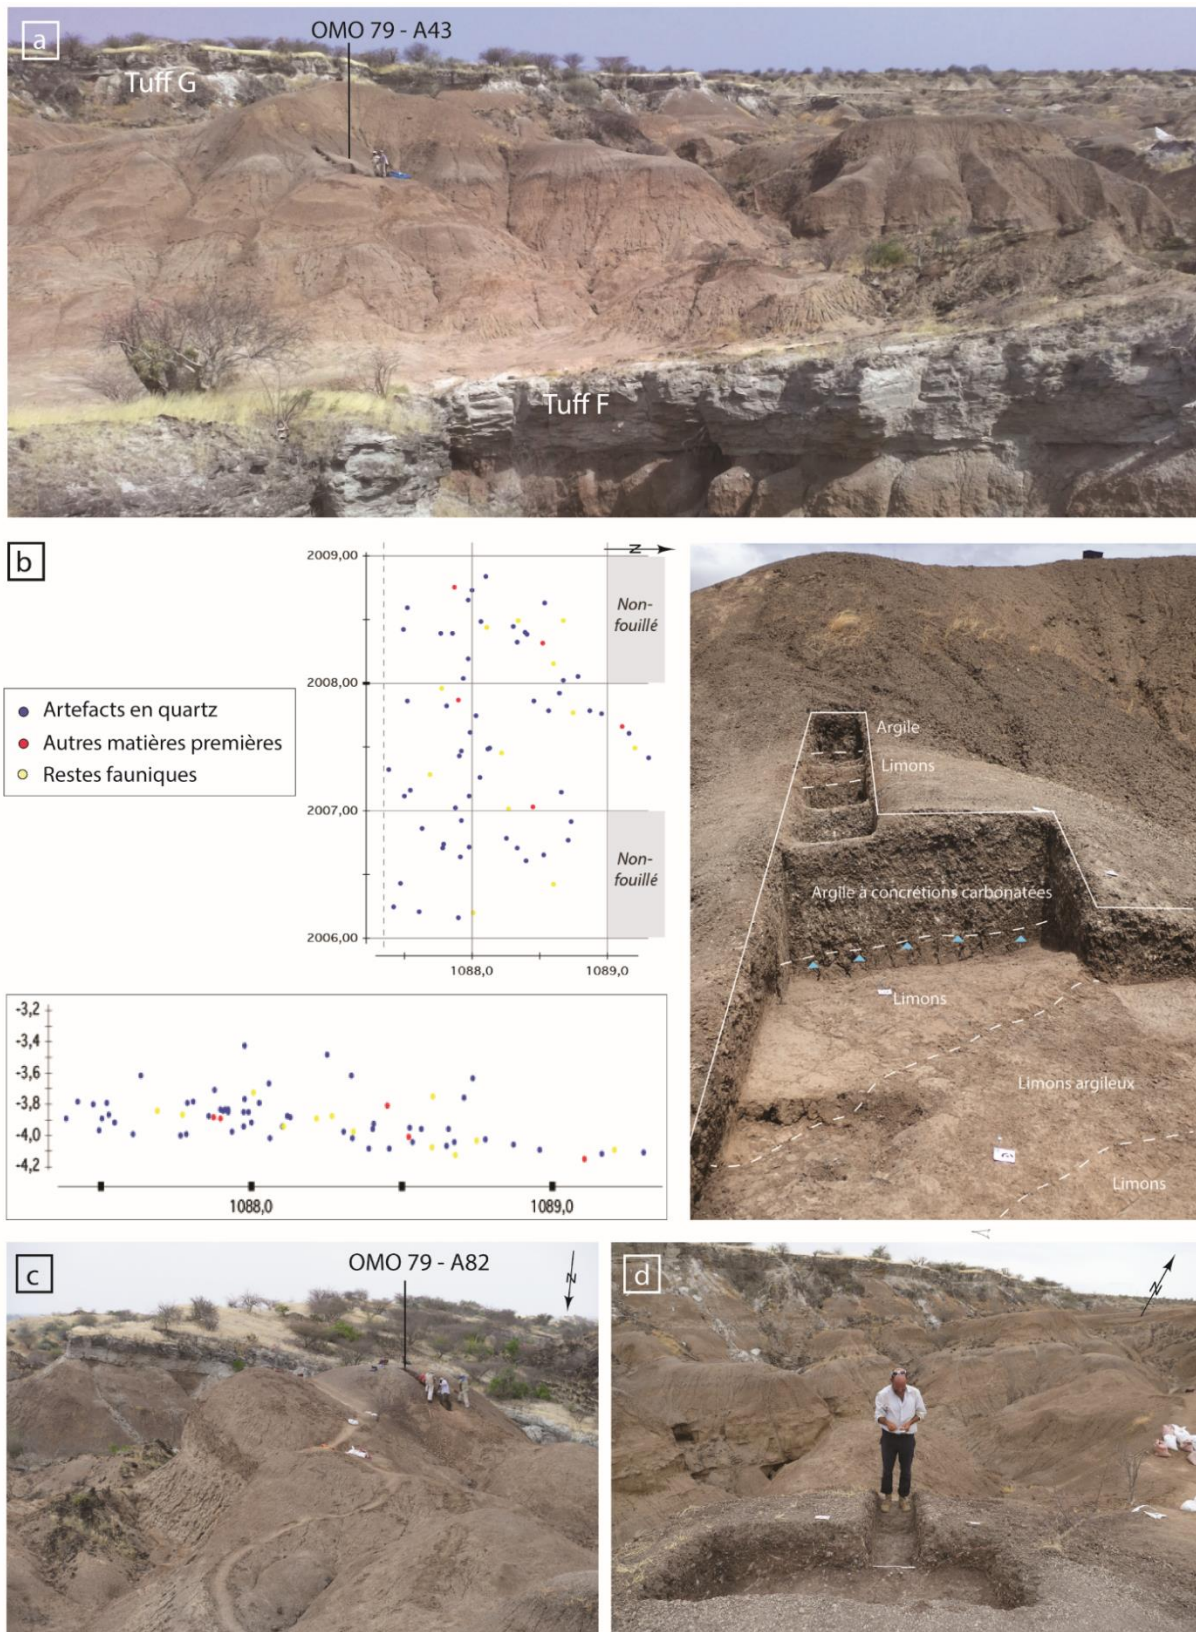 a
OMO 79 - A43
Tuff G
Tuff F
b
Artefacts en quartz
Autres matières premières
Restes fauniques
N
2009,00
2008,00
2007,00
2006,00
Non-
fouillé
Non-
fouillé
1088,0
1089,0
-3,2
-3,4
-3,6
-3,8
-4,0
-4,2
1088,0
1089,0
Argile
Limons
Argile à concrétions carbonatées
Limons
Limons argileux
Limons
c
OMO 79 - A82
N
d
N